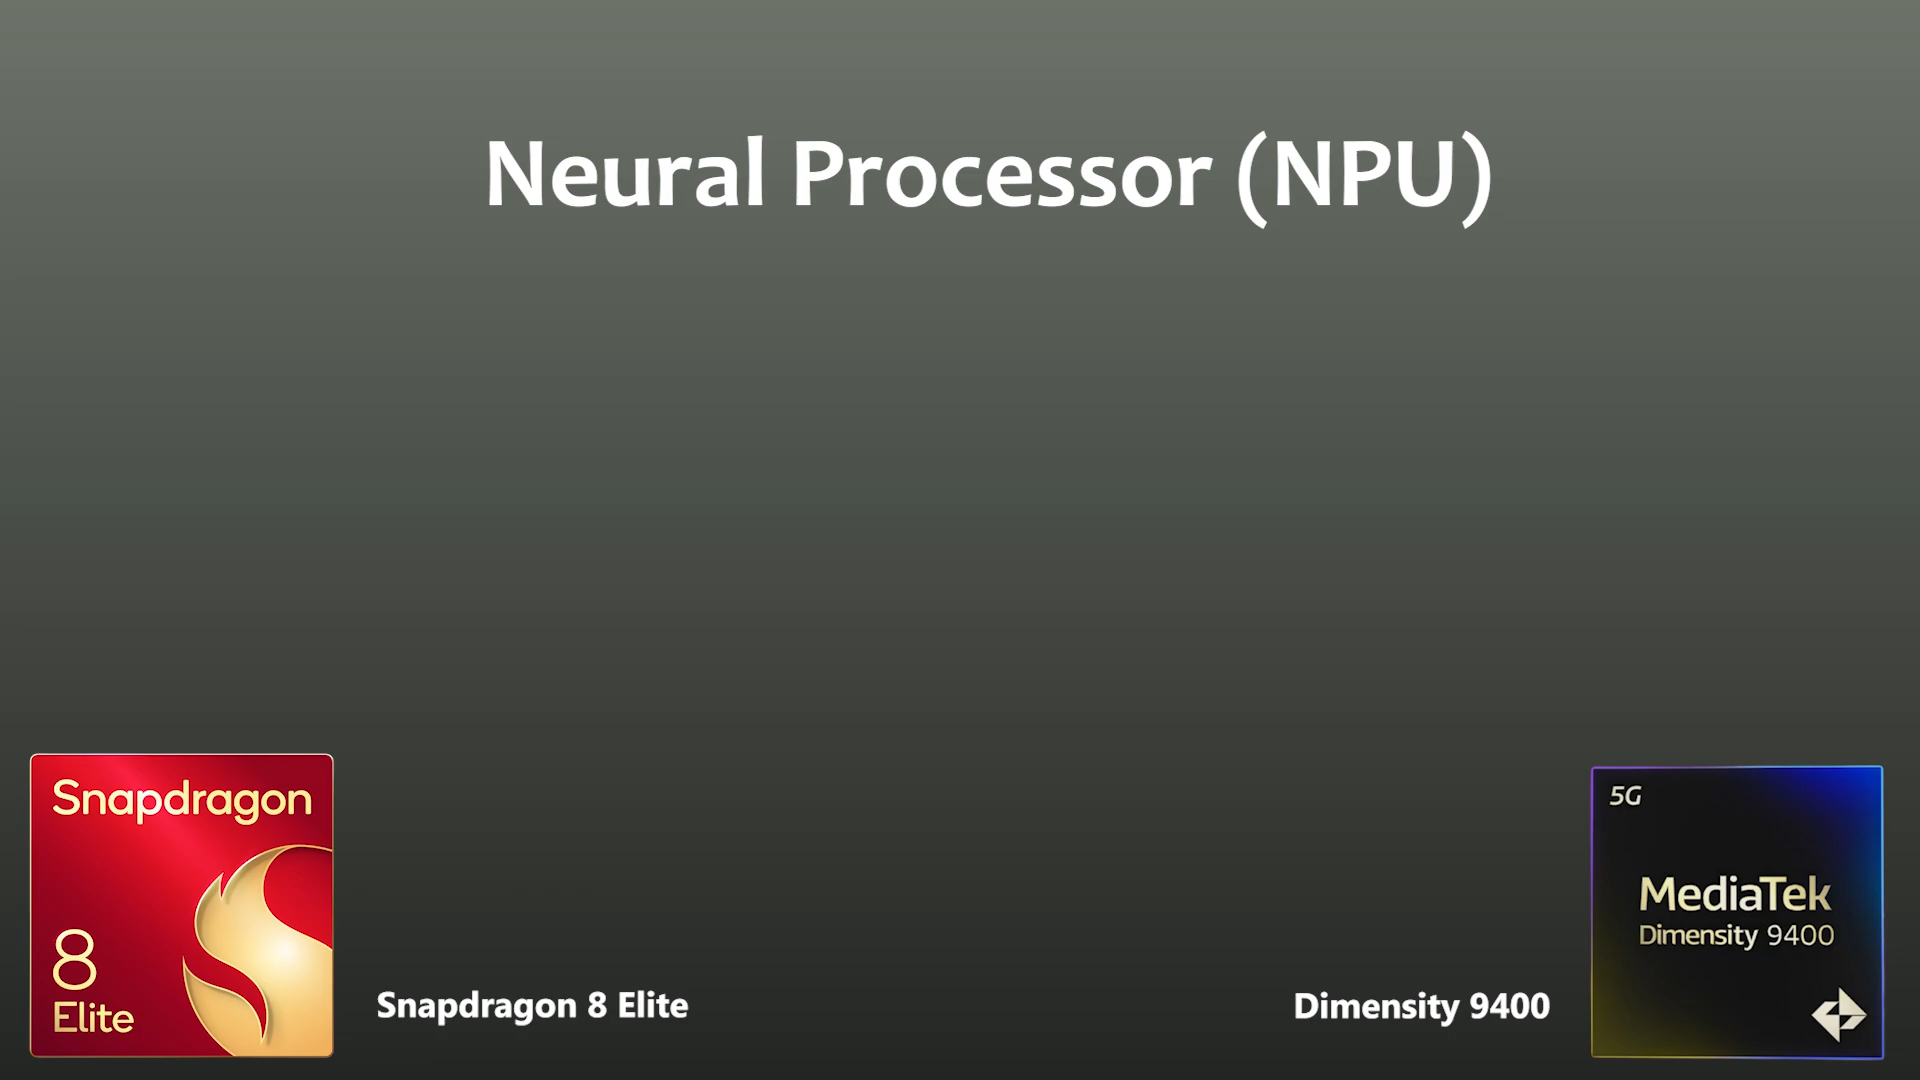 Neural Processor (NPU)
Snapdragon
8
Elite
Snapdragon 8 Elite
Dimensity 9400
5G
MediaTek
Dimensity 9400